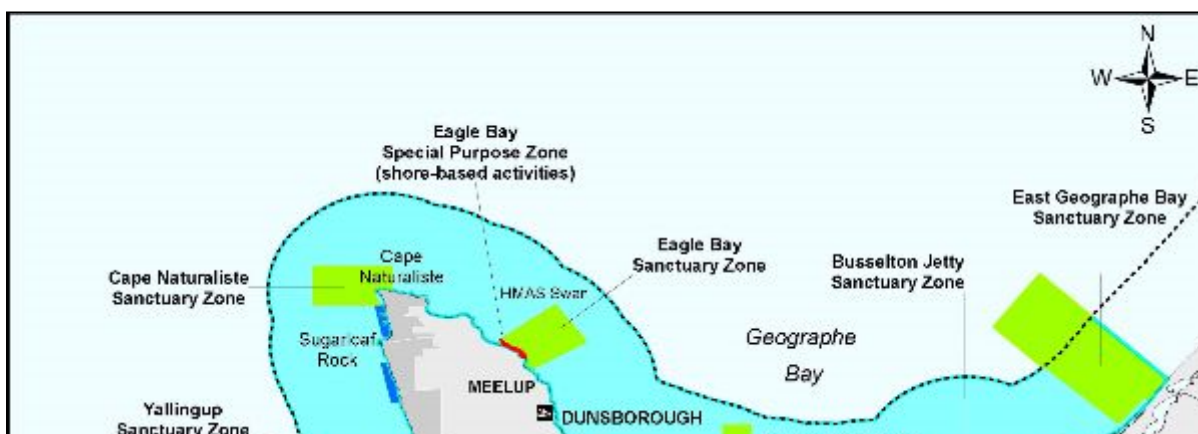 N
W
E
S
Eagle Bay
Special Purpose Zone
(shore-based activities)
East Geographe Bay
Sanctuary Zone
Eagle Bay
Sanctuary Zone
Busselton Jetty
Sanctuary Zone
Cape Naturaliste
Sanctuary Zone
Cape
Naturaliste
HMAS Swan
Sugarloaf
Rock
Geographe
Bay
MEELUP
DUNSBOROUGH
Yallingup
Sanctuary Zone